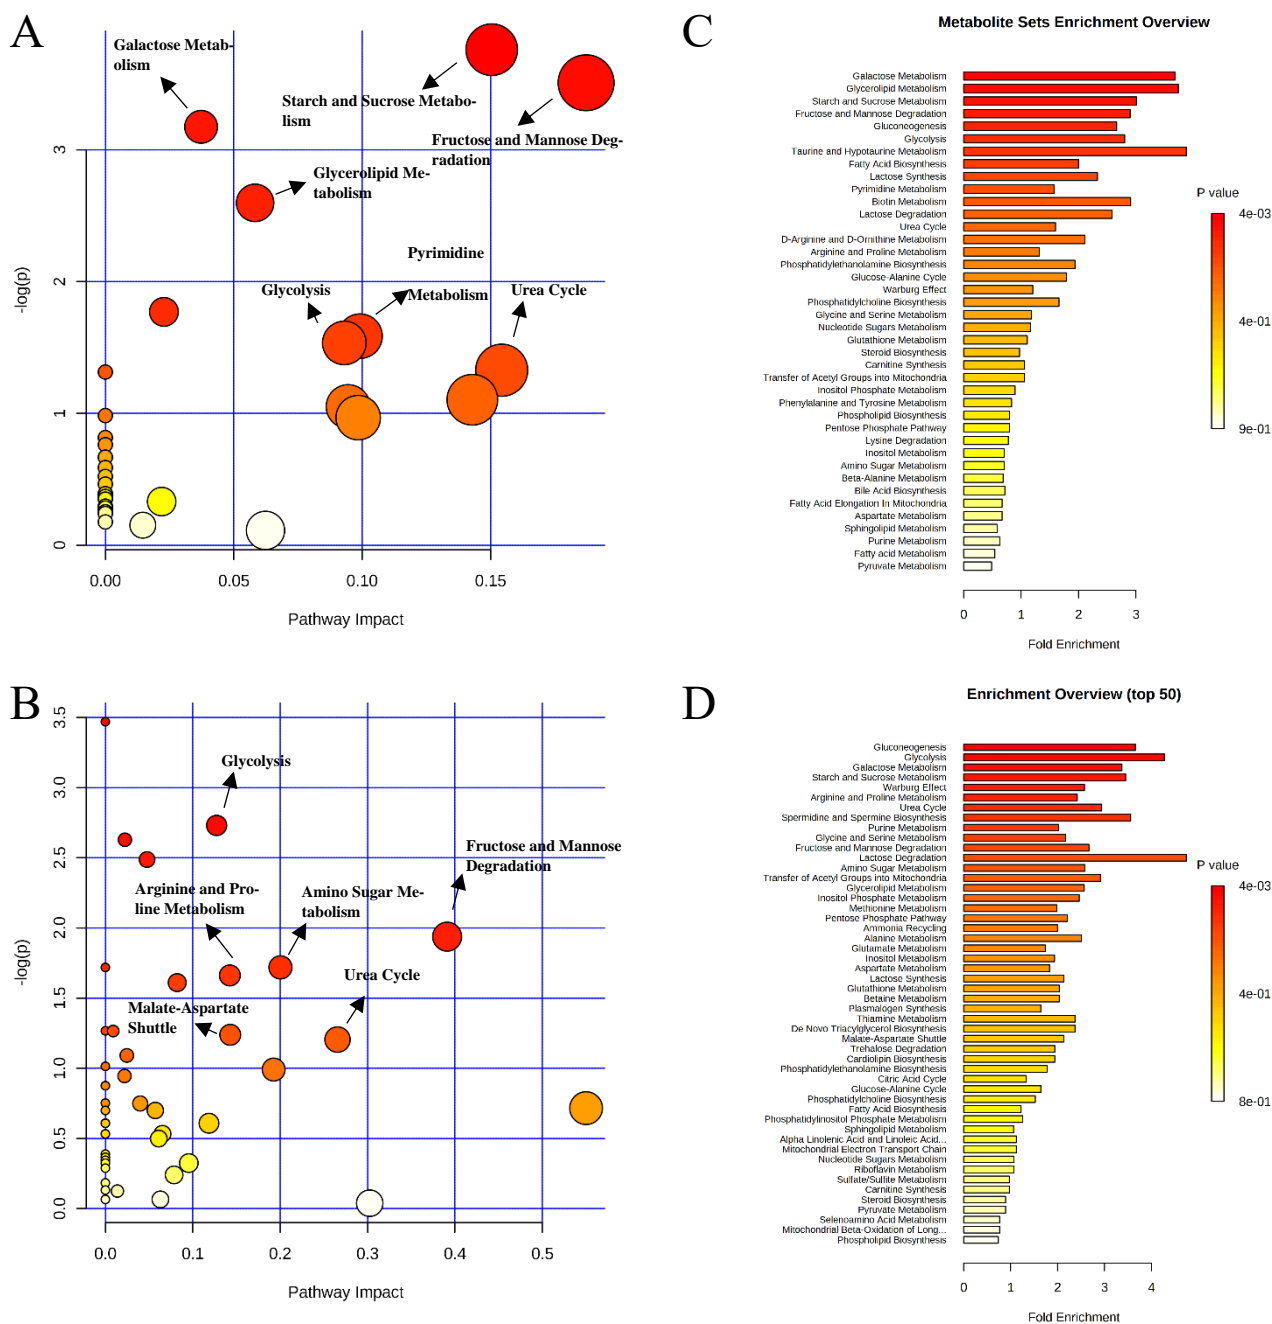 A
Galactose Metab-
olism
Starch and Sucrose Metabo-
lism
Fructose and Mannose Deg-
radation
Glycerolipid Me-
tabolism
Pyrimidine
Metabolism
Glycolysis
Urea Cycle
-log(p)
3
2
1
0
0.00
0.05
0.10
0.15
Pathway Impact
C
Metabolite Sets Enrichment Overview
Galactose Metabolism
Glycerolipid Metabolism
Starch and Sucrose Metabolism
Fructose and Mannose Degradation
Gluconeogenesis
Glycolysis
Taurine and Hypotaurine Metabolism
Fatty Acid Biosynthesis
Lactose Synthesis
Pyrimidine Metabolism
Biotin Metabolism
Lactose Degradation
Urea Cycle
D-Arginine and D-Ornithine Metabolism
Arginine and Proline Metabolism
Phosphatidylethanolamine Biosynthesis
Glucose-Alanine Cycle
Warburg Effect
Phosphatidylcholine Biosynthesis
Glycine and Serine Metabolism
Nucleotide Sugars Metabolism
Glutathione Metabolism
Steroid Biosynthesis
Carnitine Synthesis
Transfer of Acetyl Groups into Mitochondria
Inositol Phosphate Metabolism
Phenylalanine and Tyrosine Metabolism
Phospholipid Biosynthesis
Pentose Phosphate Pathway
Lysine Degradation
Inositol Metabolism
Amino Sugar Metabolism
Beta-Alanine Metabolism
Bile Acid Biosynthesis
Fatty Acid Elongation In Mitochondria
Aspartate Metabolism
Sphingolipid Metabolism
Purine Metabolism
Fatty acid Metabolism
Pyruvate Metabolism
0
1
2
3
Fold Enrichment
P value
4e-03
4e-01
9e-01
B
Glycolysis
Fructose and Mannose
Degradation
Arginine and Pro-
line Metabolism
Amino Sugar Me-
tabolism
Urea Cycle
Malate-Aspartate
Shuttle
-log(p)
3.5
3.0
2.5
2.0
1.5
1.0
0.5
0.0
0.0
0.1
0.2
0.3
0.4
0.5
Pathway Impact
D
Enrichment Overview (top 50)
Gluconeogenesis
Glycolysis
Galactose Metabolism
Starch and Sucrose Metabolism
Warburg Effect
Arginine and Proline Metabolism
Urea Cycle
Spermidine and Spermine Biosynthesis
Purine Metabolism
Glycine and Serine Metabolism
Fructose and Mannose Degradation
Lactose Degradation
Amino Sugar Metabolism
Transfer of Acetyl Groups into Mitochondria
Glycerolipid Metabolism
Inositol Phosphate Metabolism
Methionine Metabolism
Pentose Phosphate Pathway
Ammonia Recycling
Alanine Metabolism
Glutamate Metabolism
Inositol Metabolism
Aspartate Metabolism
Lactose Synthesis
Glutathione Metabolism
Betaine Metabolism
Plasmalogen Synthesis
Thiamine Metabolism
De Novo Triacylglycerol Biosynthesis
Malate-Aspartate Shuttle
Trehalose Degradation
Cardiolipin Biosynthesis
Phosphatidylethanolamine Biosynthesis
Citric Acid Cycle
Glucose-Alanine Cycle
Phosphatidylcholine Biosynthesis
Fatty Acid Biosynthesis
Phosphatidylinositol Phosphate Metabolism
Sphingolipid Metabolism
Alpha Linolenic Acid and Linoleic Acid...
Mitochondrial Electron Transport Chain
Nucleotide Sugars Metabolism
Riboflavin Metabolism
Sulfate/Sulfite Metabolism
Carnitine Synthesis
Steroid Biosynthesis
Pyruvate Metabolism
Selenoamino Acid Metabolism
Mitochondrial Beta-Oxidation of Long...
Phospholipid Biosynthesis
0
1
2
3
4
Fold Enrichment
P value
4e-03
4e-01
8e-01